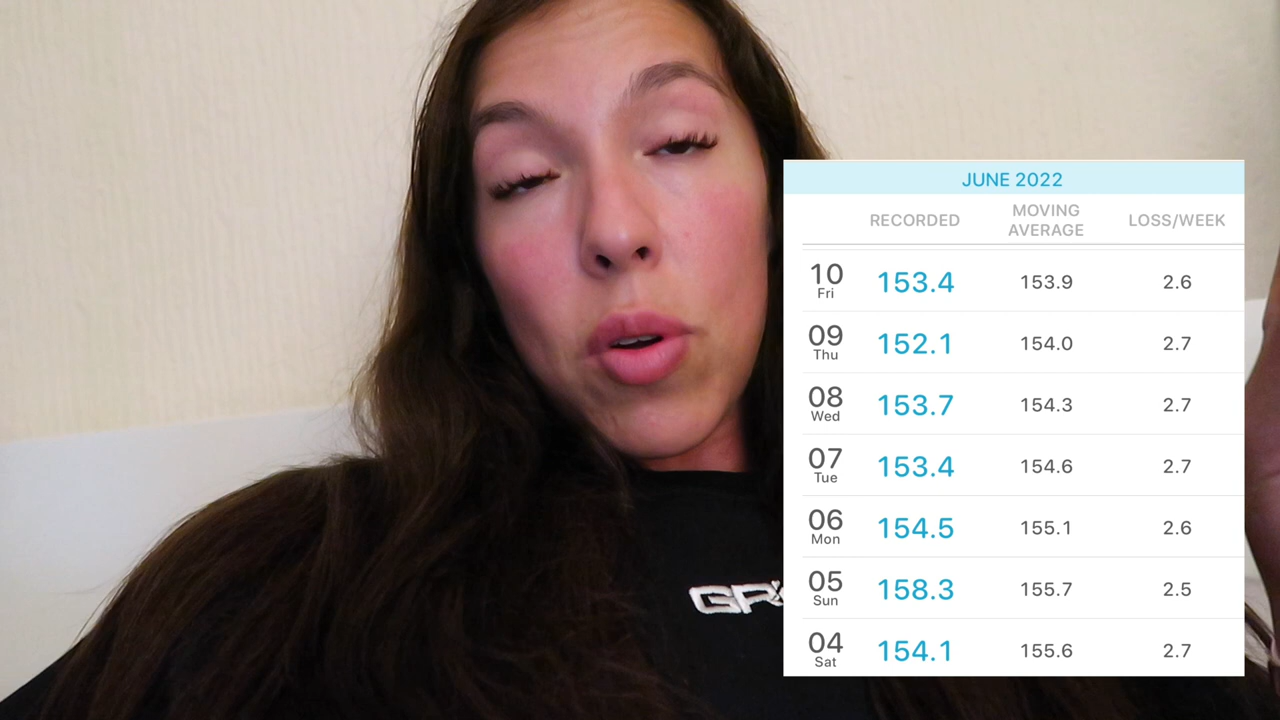 JUNE 2022
RECORDED MOVING AVERAGE LOSS/WEEK
10 Fri 153.4 153.9 2.6
09 Thu 152.1 154.0 2.7
08 Wed 153.7 154.3 2.7
07 Tue 153.4 154.6 2.7
06 Mon 154.5 155.1 2.6
05 Sun 158.3 155.7 2.5
04 Sat 154.1 155.6 2.7